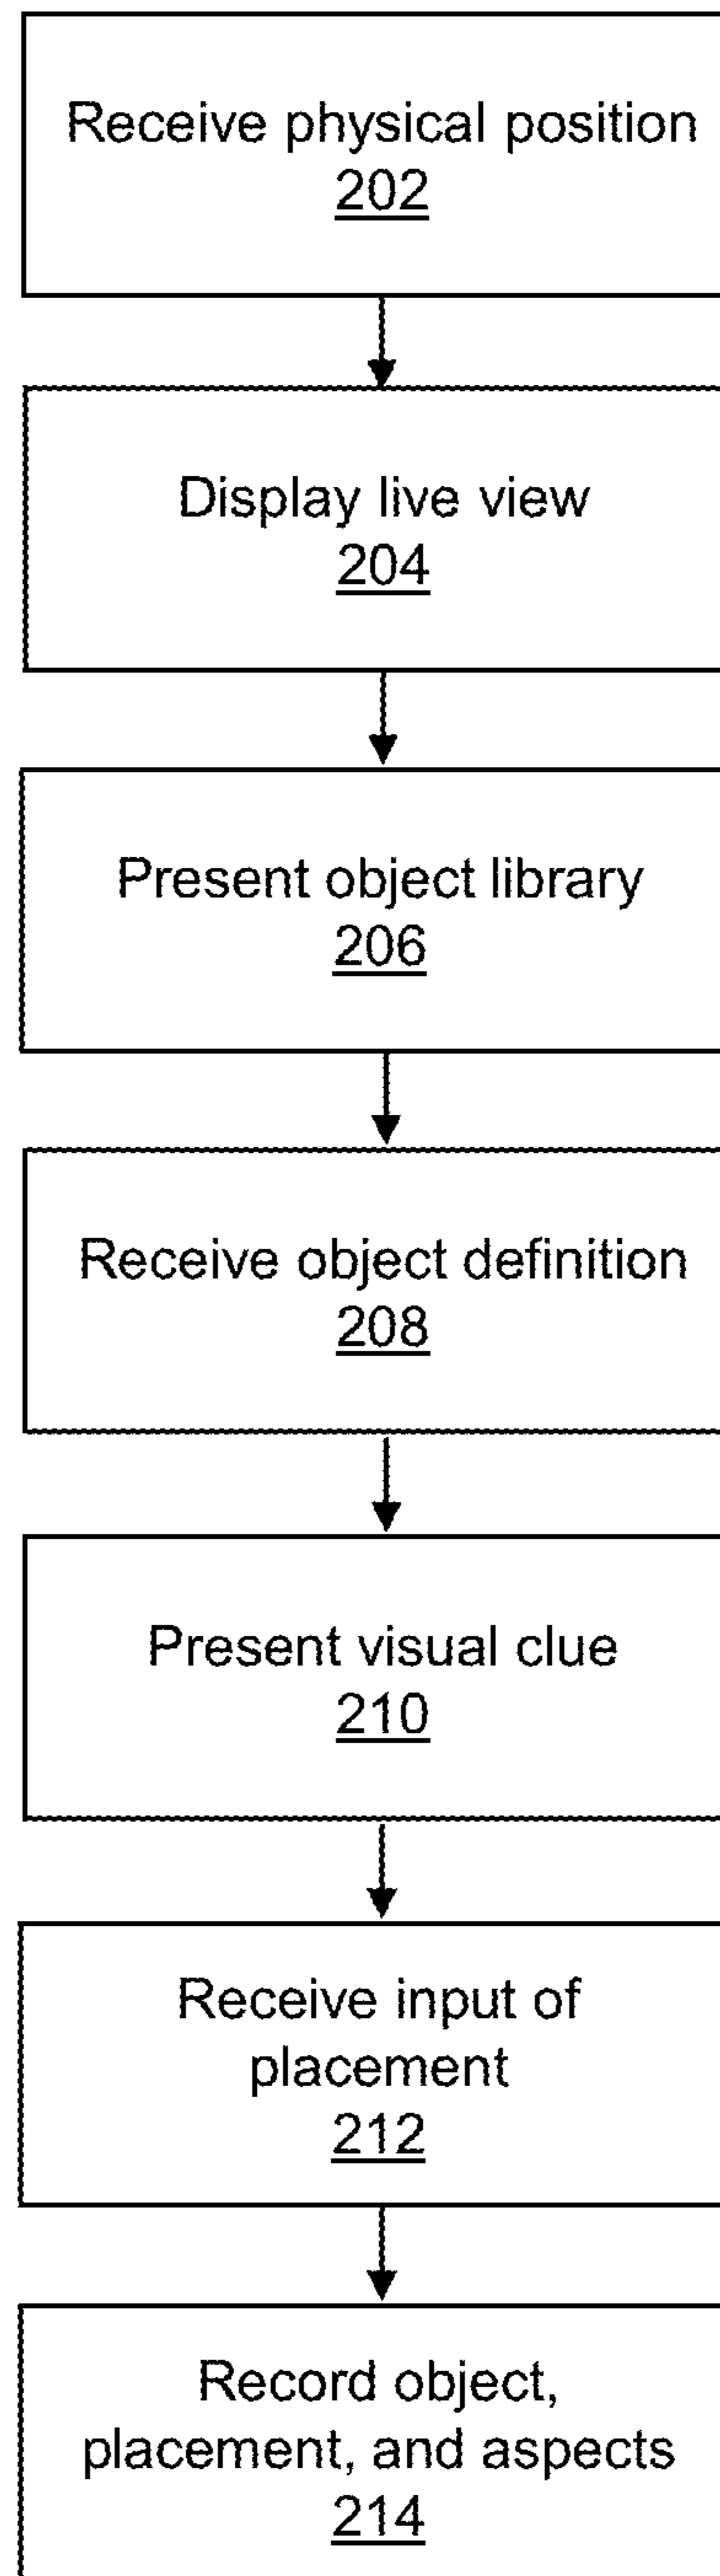 Receive physical position
202
Display live view
204
Present object library
206
Receive object definition
208
Present visual clue
210
Receive input of
placement
212
Record object,
placement, and aspects
214